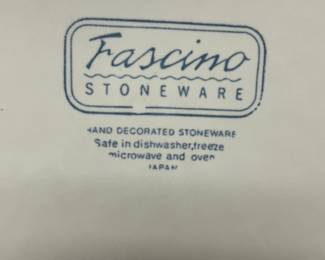 Fascino
STONEWARE
HAND DECORATED STONEWARE
Safe in dishwasher,freeze
microwave and oven
JAPAN